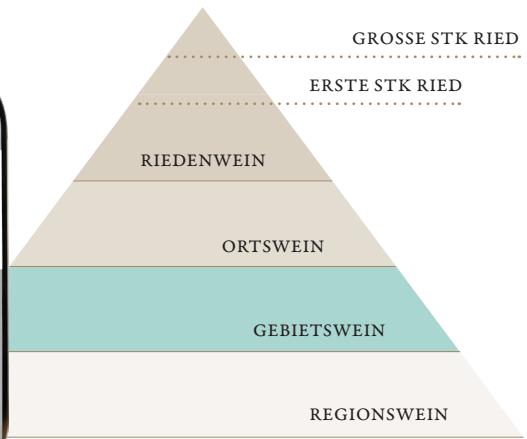 GROSSE STK RIED
ERSTE STK RIED
RIEDENWEIN
ORTSWEIN
GEBIETSWEIN
REGIONSWEIN